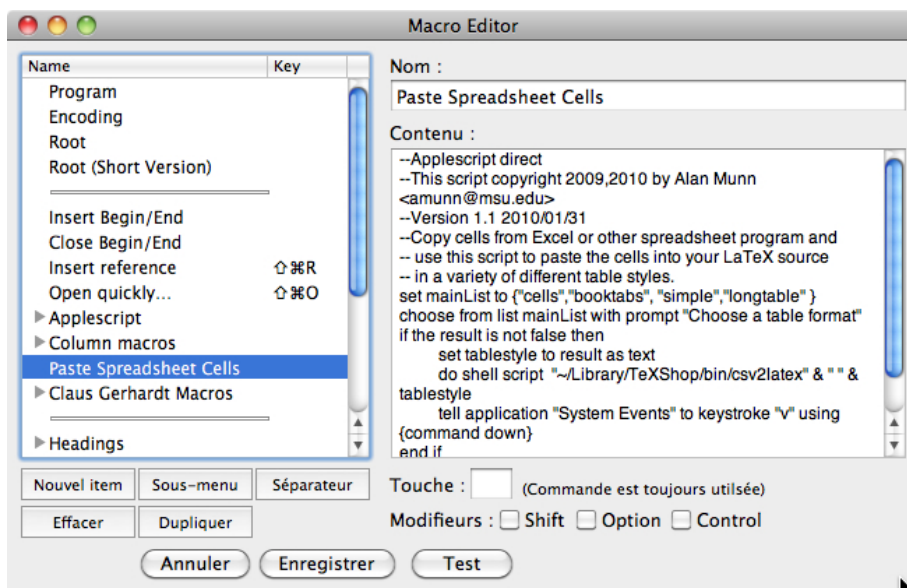 Macro Editor
Name Key
Program
Encoding
Root
Root (Short Version)
Insert Begin/End
Close Begin/End
Insert reference ⇧⌘R
Open quickly... ⇧⌘O
Applescript
Column macros
Paste Spreadsheet Cells
Claus Gerhardt Macros
Headings
Nouvel item Sous-menu Séparateur
Effacer Dupliquer
Annuler Enregistrer Test
Nom :
Paste Spreadsheet Cells
Contenu :
--Applescript direct
--This script copyright 2009,2010 by Alan Munn
<amunn@msu.edu>
--Version 1.1 2010/01/31
--Copy cells from Excel or other spreadsheet program and
-- use this script to paste the cells into your LaTeX source
-- in a variety of different table styles.
set mainList to {"cells","booktabs", "simple","longtable" }
choose from list mainList with prompt "Choose a table format"
if the result is not false then
set tablestyle to result as text
do shell script "~/Library/TeXShop/bin/csv2latex" & " " &
tablestyle
tell application "System Events" to keystroke "v" using
{command down}
end if
Touche : (Commande est toujours utilsée)
Modifieurs : Shift Option Control